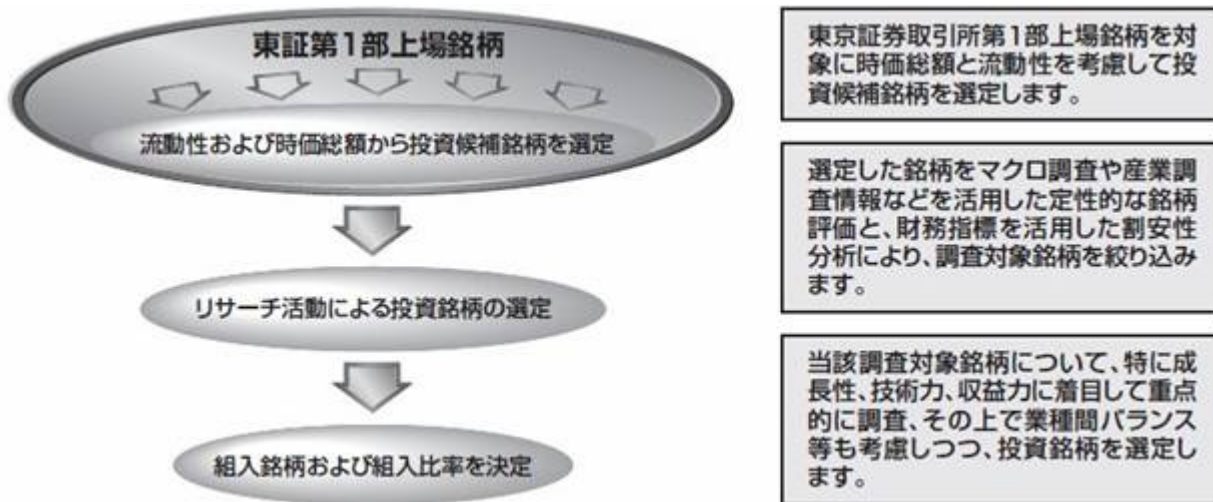 東証第1部上場銘柄
流動性および時価総額から投資候補銘柄を選定
リサーチ活動による投資銘柄の選定
組入銘柄および組入比率を決定
東京証券取引所第1部上場銘柄を対
象に時価総額と流動性を考慮して投
資候補銘柄を選定します。
選定した銘柄をマクロ調査や産業調
査情報などを活用した定性的な銘柄
評価と、財務指標を活用した割安性
分析により、調査対象銘柄を絞り込み
ます。
当該調査対象銘柄について、特に成
長性、技術力、収益力に着目して重点
的に調査、その上で業種間バランス
等も考慮しつつ、投資銘柄を選定し
ます。